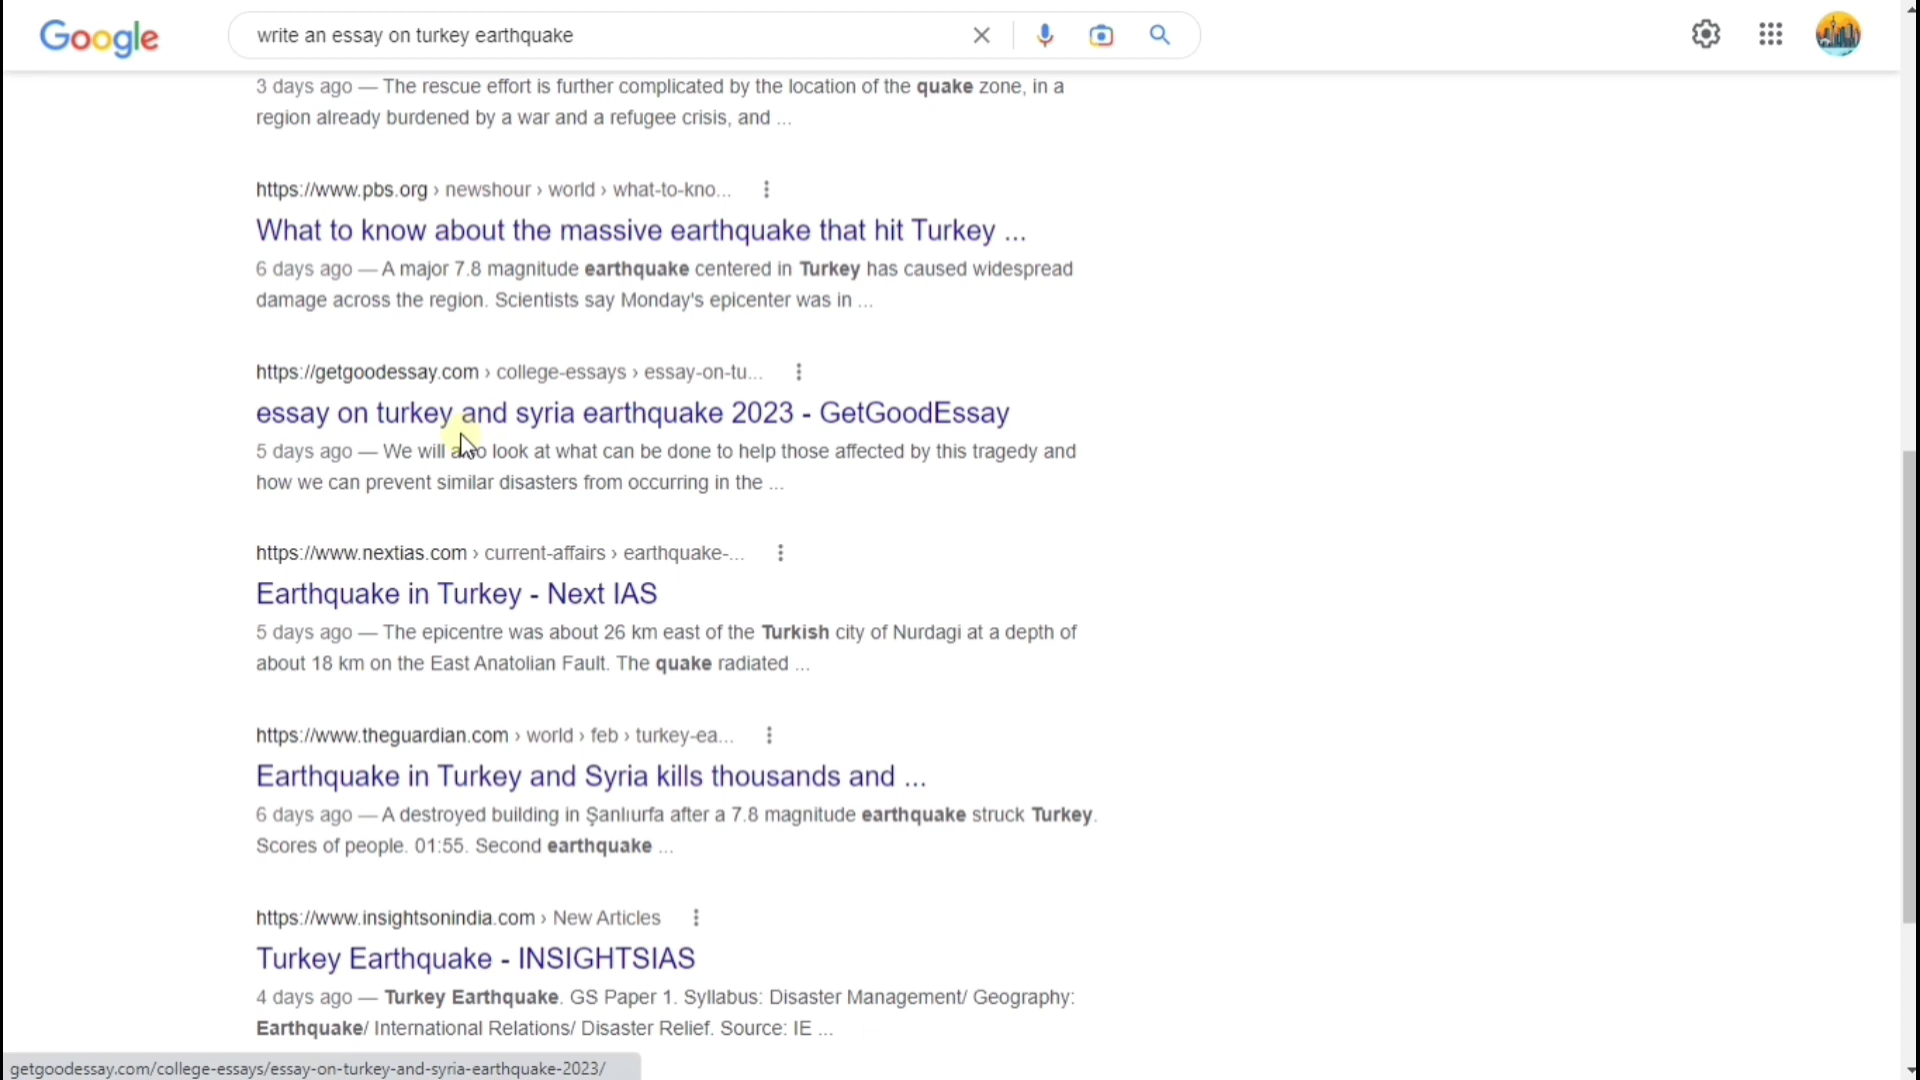 Google
write an essay on turkey earthquake
3 days ago — The rescue effort is further complicated by the location of the quake zone, in a
region already burdened by a war and a refugee crisis, and ...
https://www.pbs.org › newshour › world › what-to-kno...
What to know about the massive earthquake that hit Turkey ...
6 days ago — A major 7.8 magnitude earthquake centered in Turkey has caused widespread
damage across the region. Scientists say Monday's epicenter was in ...
https://getgoodessay.com › college-essays › essay-on-tu...
essay on turkey and syria earthquake 2023 - GetGoodEssay
5 days ago — We will also look at what can be done to help those affected by this tragedy and
how we can prevent similar disasters from occurring in the ...
https://www.nextias.com › current-affairs › earthquake-...
Earthquake in Turkey - Next IAS
5 days ago — The epicentre was about 26 km east of the Turkish city of Nurdagi at a depth of
about 18 km on the East Anatolian Fault. The quake radiated ...
https://www.theguardian.com › world › feb › turkey-ea...
Earthquake in Turkey and Syria kills thousands and ...
6 days ago — A destroyed building in Şanlıurfa after a 7.8 magnitude earthquake struck Turkey.
Scores of people. 01:55. Second earthquake ...
https://www.insightsonindia.com › New Articles
Turkey Earthquake - INSIGHTSIAS
4 days ago — Turkey Earthquake. GS Paper 1. Syllabus: Disaster Management/ Geography:
Earthquake/ International Relations/ Disaster Relief. Source: IE ...
getgoodessay.com/college-essays/essay-on-turkey-and-syria-earthquake-2023/